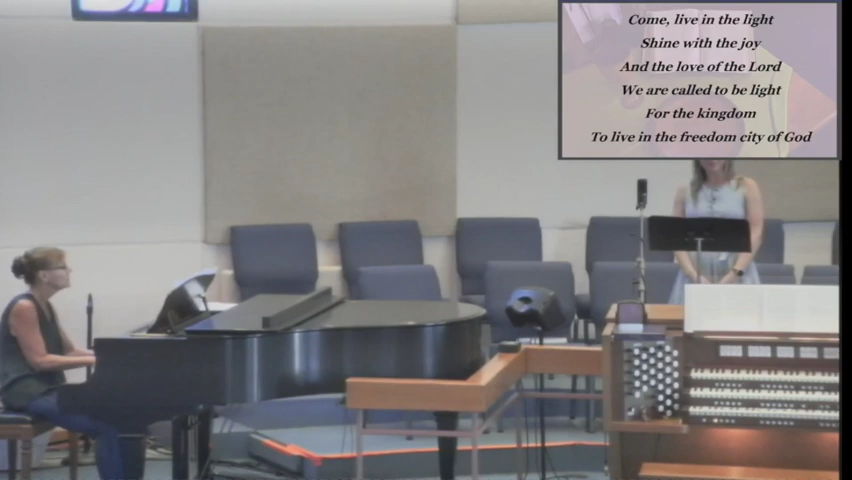 Come, live in the light
Shine with the joy
And the love of the Lord
We are called to be light
For the kingdom
To live in the freedom city of God